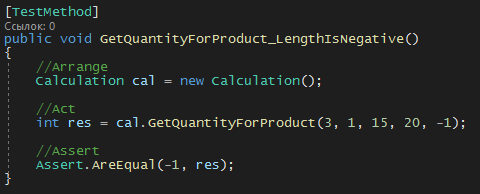 [TestMethod]
Ссылок: 0
public void GetQuantityForProduct_LengthIsNegative()
{
//Arrange
Calculation cal = new Calculation();
//Act
int res = cal.GetQuantityForProduct(3, 1, 15, 20, -1);
//Assert
Assert.AreEqual(-1, res);
}